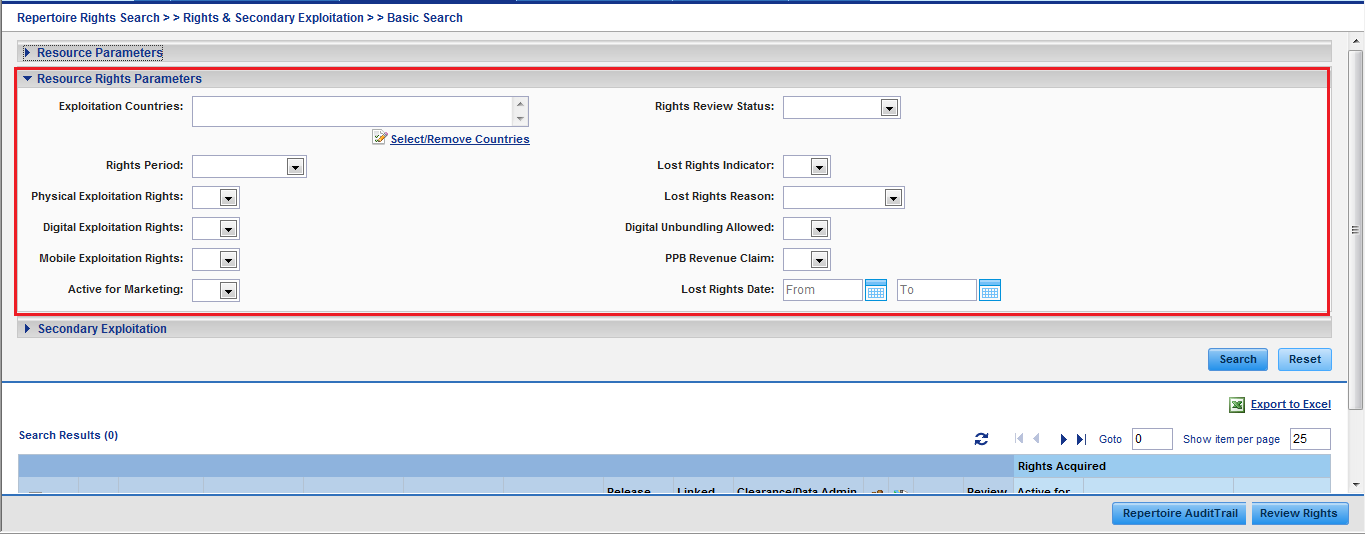 Repertoire Rights Search > > Rights & Secondary Exploitation > > Basic Search
Resource Parameters
Resource Rights Parameters
Exploitation Countries:
Rights Review Status:
Select/Remove Countries
Rights Period:
Lost Rights Indicator:
Physical Exploitation Rights:
Lost Rights Reason:
Digital Exploitation Rights:
Digital Unbundling Allowed:
Mobile Exploitation Rights:
PPB Revenue Claim:
Active for Marketing:
Lost Rights Date: From To
Secondary Exploitation
Search Reset
Export to Excel
Search Results (0)
Goto 0 Show item per page 25
Rights Acquired
Release Linked Clearance/Data Admin Review Active for
Repertoire AuditTrail Review Rights